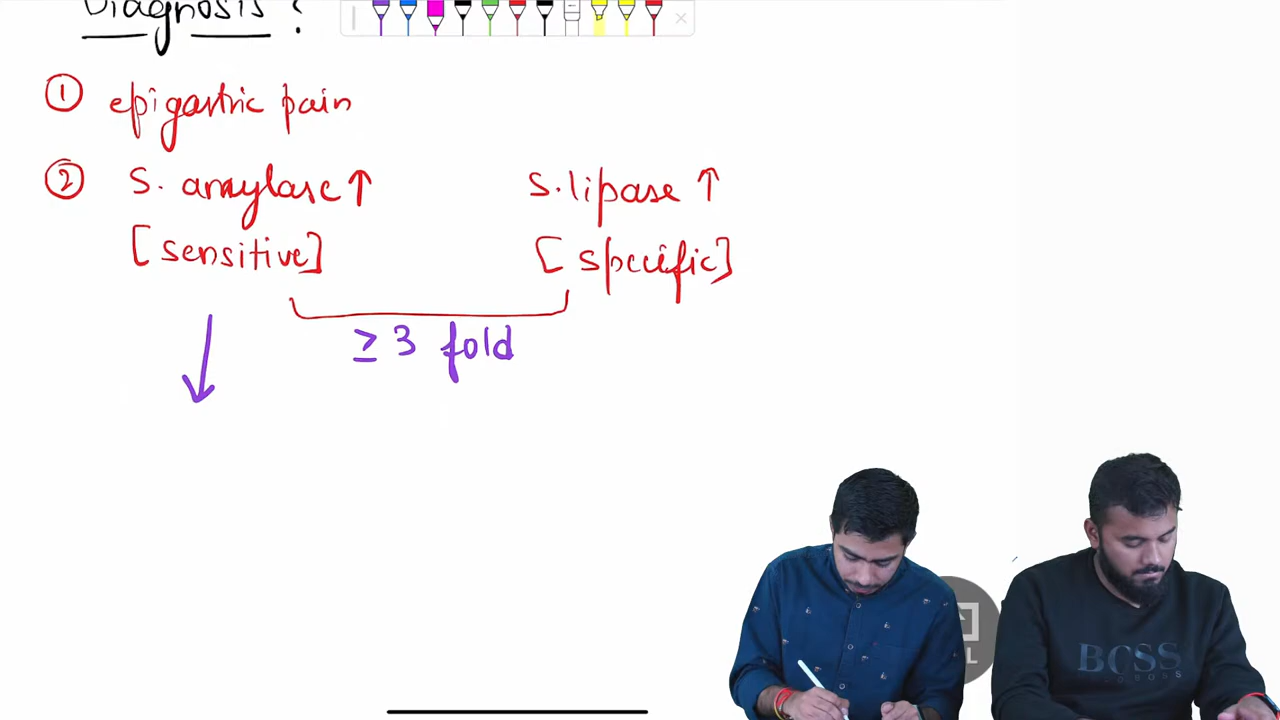 Diagnosis?
① epigastric pain
② S. amylase ↑ S. lipase ↑
[sensitive] [specific]
≥ 3 fold
BOSS